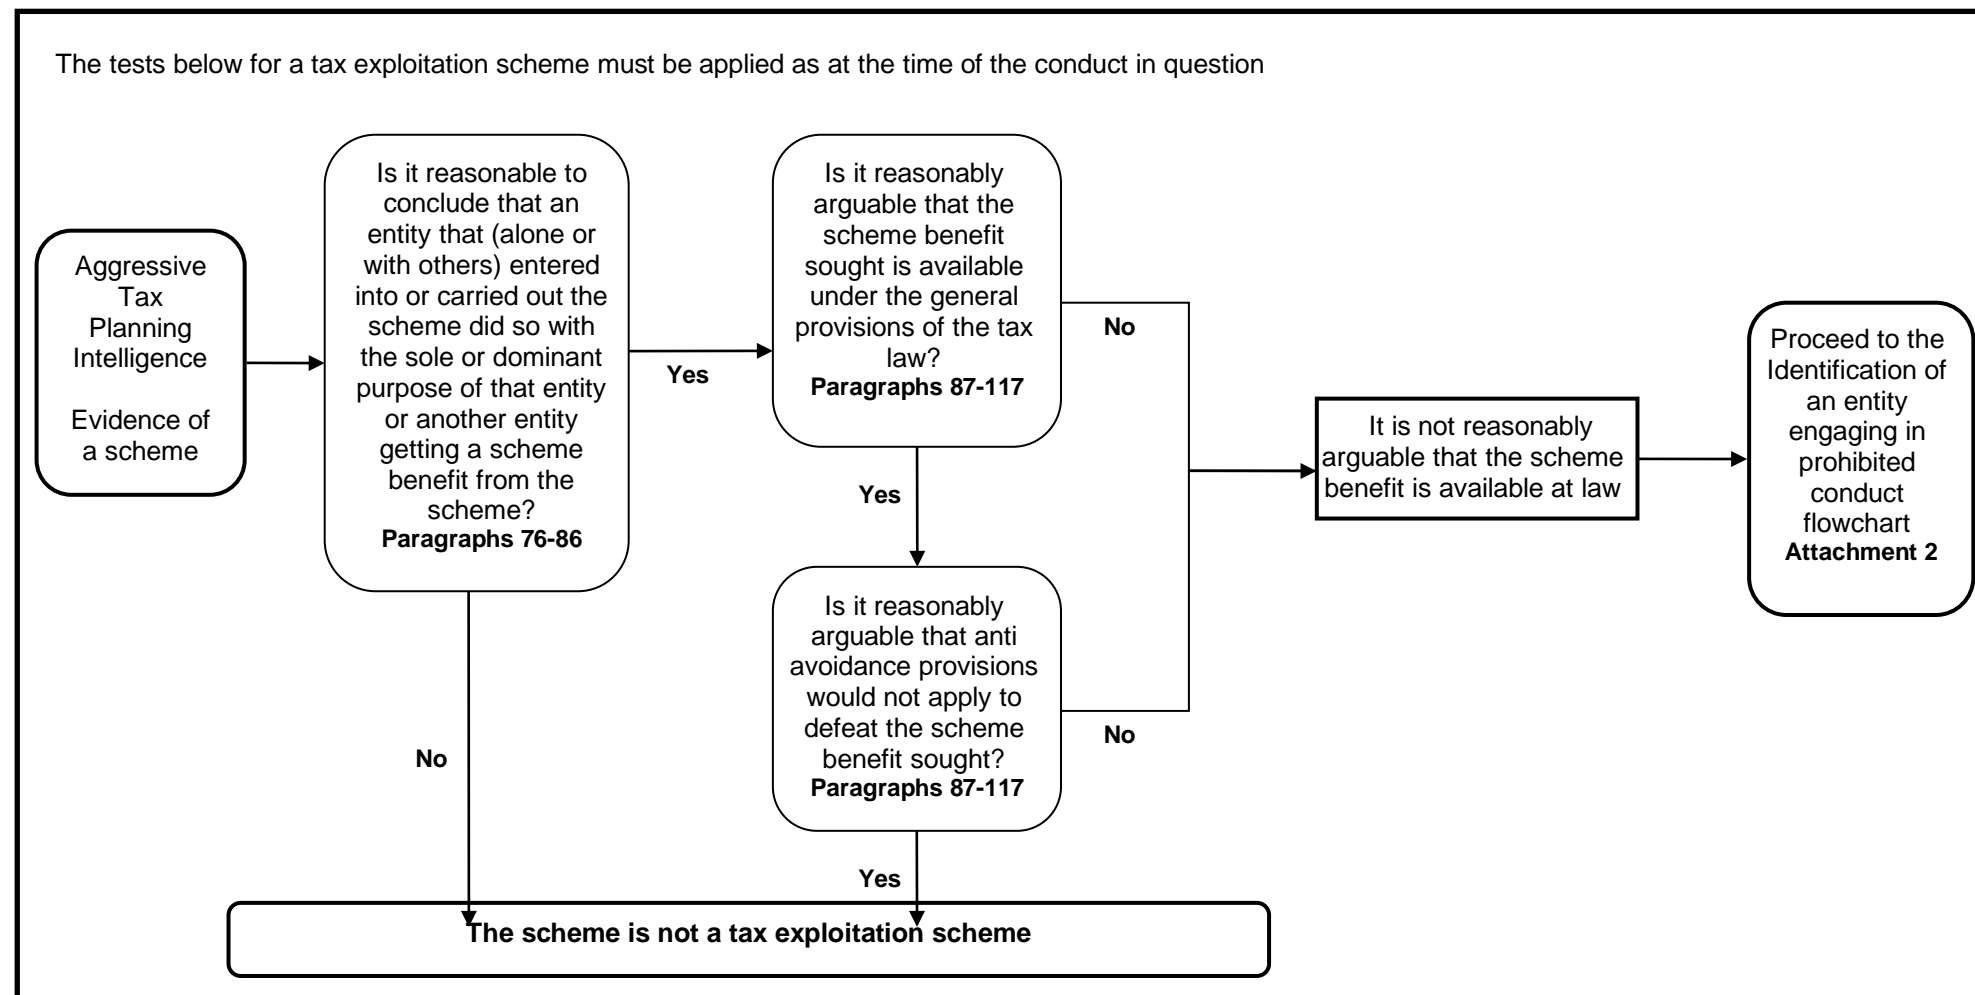 The tests below for a tax exploitation scheme must be applied as at the time of the conduct in question
Aggressive
Tax
Planning
Intelligence
Evidence of
a scheme
Is it reasonable to
conclude that an
entity that (alone or
with others) entered
into or carried out the
scheme did so with
the sole or dominant
purpose of that entity
or another entity
getting a scheme
benefit from the
scheme?
Paragraphs 76-86
Yes
No
Is it reasonably
arguable that the
scheme benefit
sought is available
under the general
provisions of the tax
law?
Paragraphs 87-117
No
Yes
Is it reasonably
arguable that anti
avoidance provisions
would not apply to
defeat the scheme
benefit sought?
Paragraphs 87-117
No
Yes
It is not reasonably
arguable that the scheme
benefit is available at law
Proceed to the
Identification of
an entity
engaging in
prohibited
conduct
flowchart
Attachment 2
The scheme is not a tax exploitation scheme